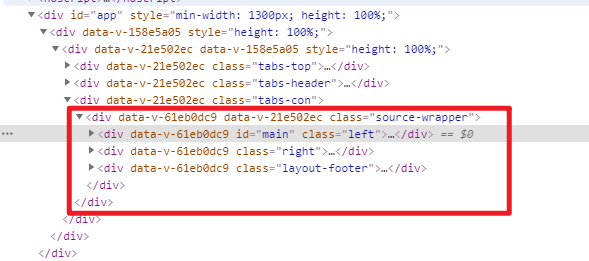 ▼<div id="app" style="min-width: 1300px; height: 100%;">
▼<div data-v-158e5a05 style="height: 100%;">
▼<div data-v-21e502ec data-v-158e5a05 style="height: 100%;">
▶<div data-v-21e502ec class="tabs-top">…</div>
▶<div data-v-21e502ec class="tabs-header">…</div>
▼<div data-v-21e502ec class="tabs-con">
▼<div data-v-61eb0dc9 data-v-21e502ec class="source-wrapper">
… ▶<div data-v-61eb0dc9 id="main" class="left">…</div> == $0
▶<div data-v-61eb0dc9 class="right">…</div>
▶<div data-v-61eb0dc9 class="layout-footer">…</div>
</div>
</div>
</div>
</div>
</div>